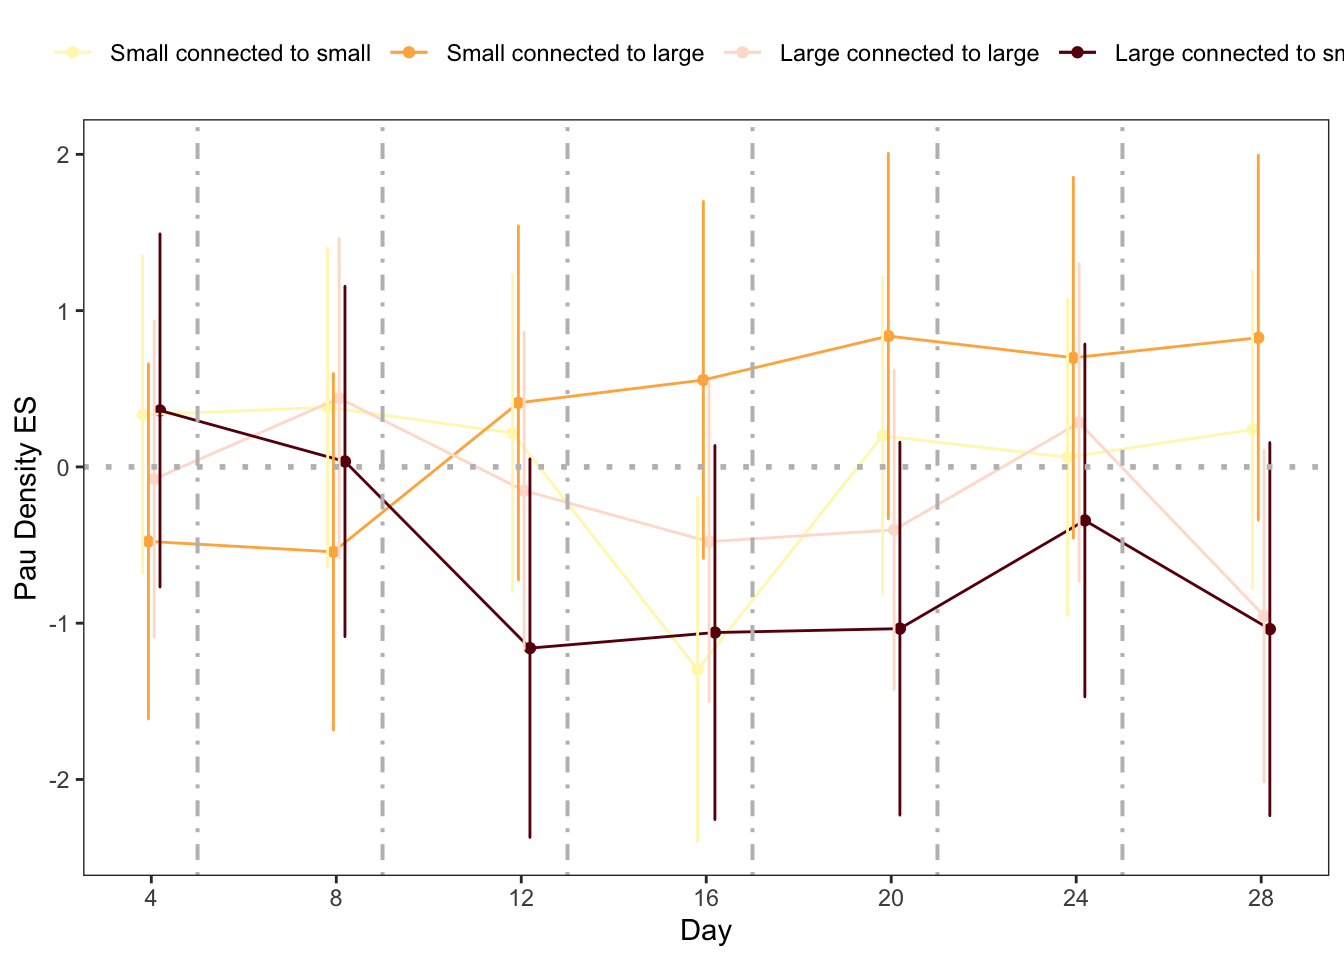 Small connected to small Small connected to large Large connected to large Large connected to sm
2
1
0
-1
-2
Pau Density ES
4 8 12 16 20 24 28
Day